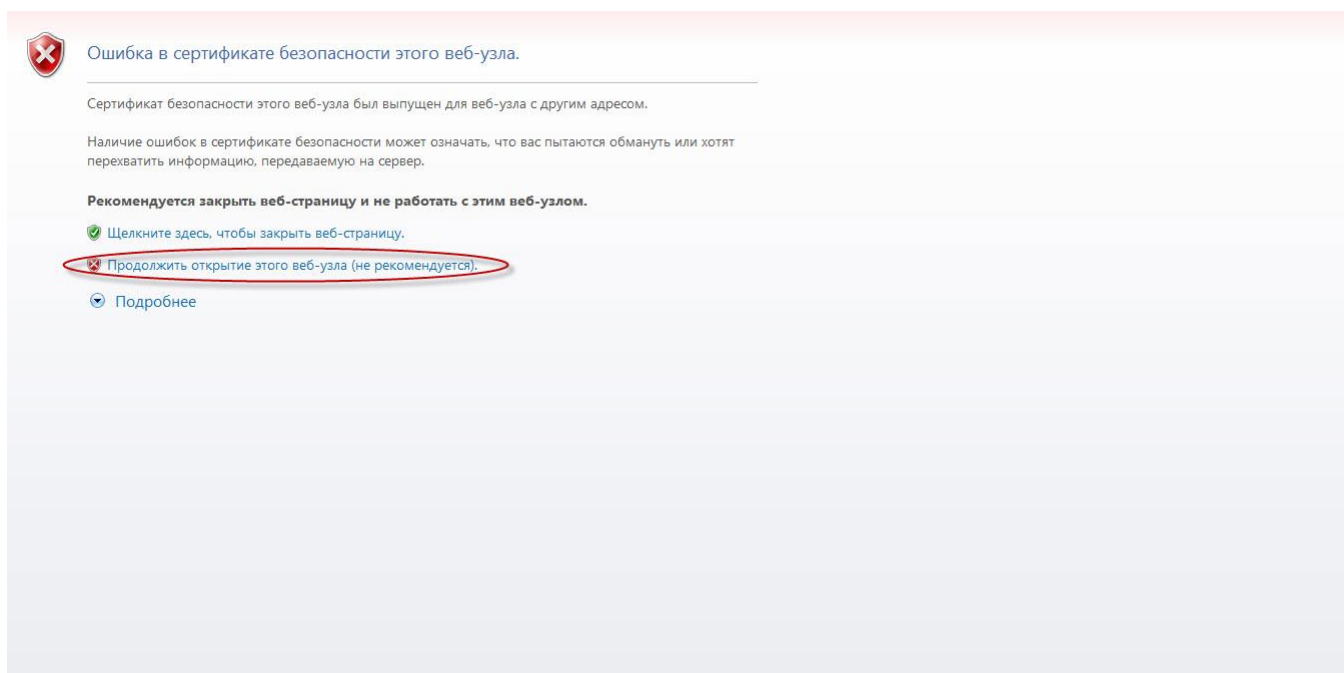 Ошибка в сертификате безопасности этого веб-узла.
Сертификат безопасности этого веб-узла был выпущен для веб-узла с другим адресом.
Наличие ошибок в сертификате безопасности может означать, что вас пытаются обмануть или хотят
перехватить информацию, передаваемую на сервер.
Рекомендуется закрыть веб-страницу и не работать с этим веб-узлом.
Щелкните здесь, чтобы закрыть веб-страницу.
Продолжить открытие этого веб-узла (не рекомендуется).
Подробнее